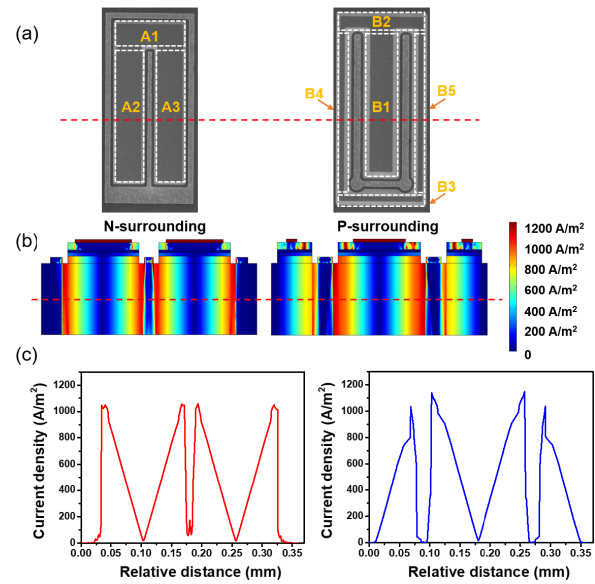 (a)
A1
A2
A3
B2
B4
B1
B5
B3
N-surrounding
P-surrounding
(b)
1200 A/m²
1000 A/m²
800 A/m²
600 A/m²
400 A/m²
200 A/m²
0
(c)
Current density (A/m²)
1200
1000
800
600
400
200
0
0.00 0.05 0.10 0.15 0.20 0.25 0.30 0.35
Relative distance (mm)
Current density (A/m²)
1200
1000
800
600
400
200
0
0.00 0.05 0.10 0.15 0.20 0.25 0.30 0.35
Relative distance (mm)